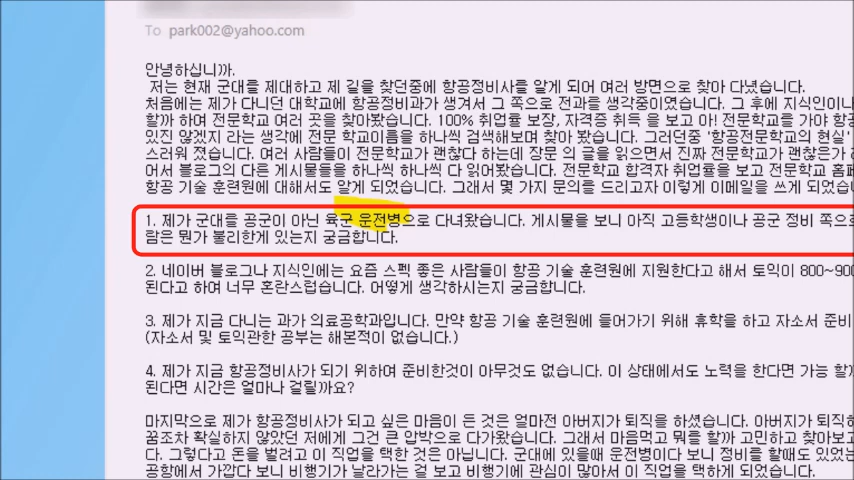 To park002@yahoo.com
안녕하십니까.
저는 현재 군대를 제대하고 제 길을 찾던중에 항공정비사를 알게 되어 여러 방면으로 찾아 다녔습니다.
처음에는 제가 다니던 대학교에 항공정비과가 생겨서 그 쪽으로 전과를 생각중이였습니다. 그 후에 지식인이나
할까 하여 전문학교 여러 곳을 찾아봤습니다. 100% 취업률 보장, 자격증 취득 을 보고 아! 전문학교를 가야 항공
있진 않겠지 라는 생각에 전문 학교이름을 하나씩 검색해보며 찾아 봤습니다. 그러던중 '항공전문학교의 현실'
스러워 졌습니다. 여러 사람들이 전문학교가 괜찮다 하는데 장문 의 글을 읽으면서 진짜 전문학교가 괜찮은가
어서 블로그의 다른 게시물들을 하나씩 하나씩 다 읽어봤습니다. 전문학교 합격자 취업률을 보고 전문학교 홈페
항공 기술 훈련원에 대해서도 알게 되었습니다. 그래서 몇 가지 문의를 드리고자 이렇게 이메일을 쓰게 되었습
1. 제가 군대를 공군이 아닌 육군 운전병으로 다녀왔습니다. 게시물을 보니 아직 고등학생이나 공군 정비 쪽으로
람은 뭔가 불리한게 있는지 궁금합니다.
2. 네이버 블로그나 지식인에는 요즘 스펙 좋은 사람들이 항공 기술 훈련원에 지원한다고 해서 토익이 800~900
된다고 하여 너무 혼란스럽습니다. 어떻게 생각하시는지 궁금합니다.
3. 제가 지금 다니는 과가 의료공학과입니다. 만약 항공 기술 훈련원에 들어가기 위해 휴학을 하고 자소서 준비
(자소서 및 토익관한 공부는 해본적이 없습니다.)
4. 제가 지금 항공정비사가 되기 위하여 준비한것이 아무것도 없습니다. 이 상태에서도 노력을 한다면 가능 할까
된다면 시간은 얼마나 걸릴까요?
마지막으로 제가 항공정비사가 되고 싶은 마음이 든 것은 얼마전 아버지가 퇴직을 하셨습니다. 아버지가 퇴직하
꿈조차 확실하지 않았던 저에게 그건 큰 압박으로 다가왔습니다. 그래서 마음먹고 뭐를 할까 고민하고 찾아보고
다. 그렇다고 돈을 벌려고 이 직업을 택한 것은 아닙니다. 군대에 있을때 운전병이다 보니 정비를 할때도 있었는
공항에서 가깝다 보니 비행기가 날라가는 걸 보고 비행기에 관심이 많아서 이 직업을 택하게 되었습니다.